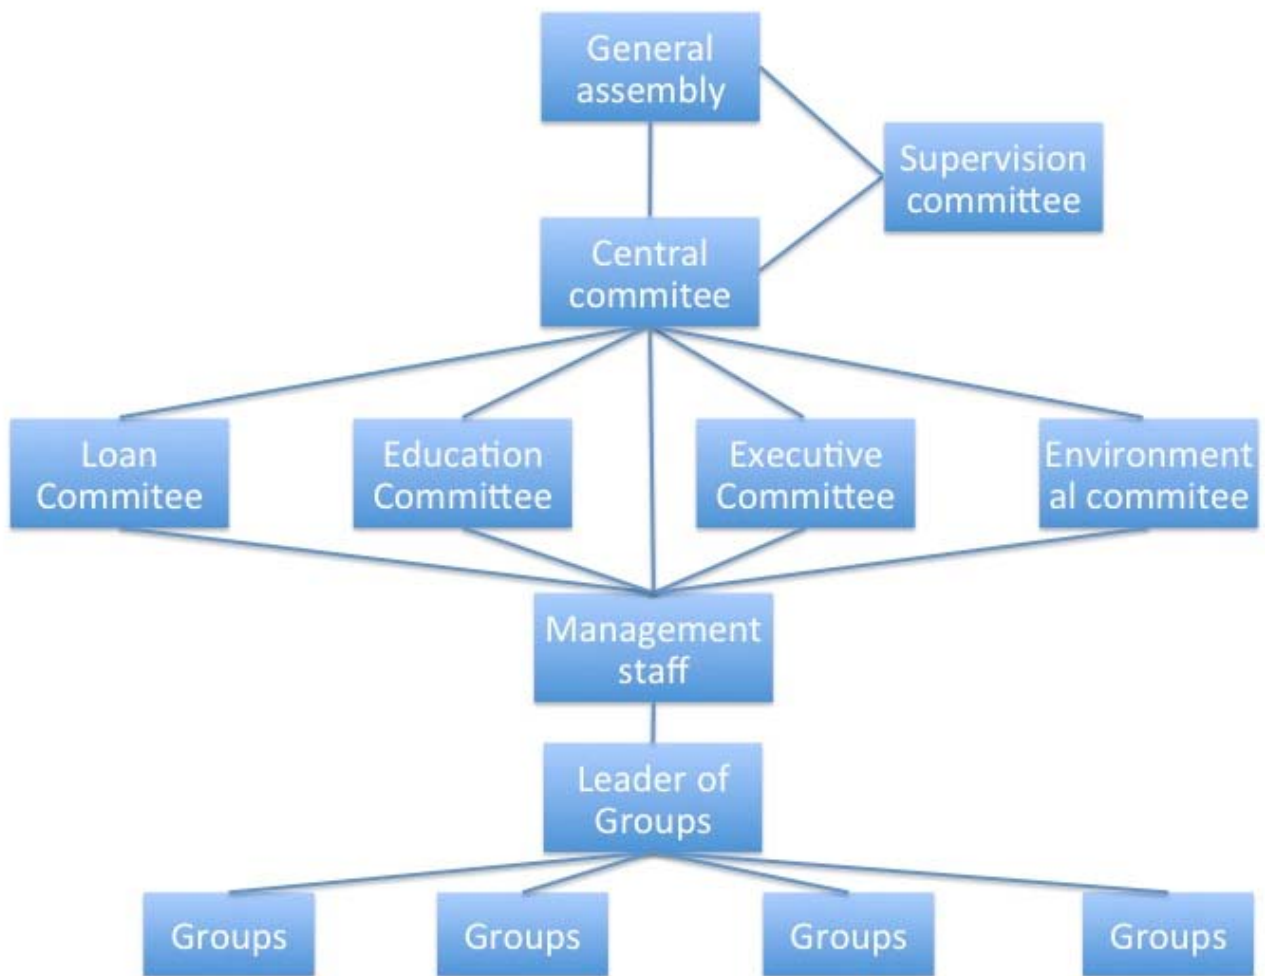 General
assembly
Supervision
committee
Central
commitee
Loan
Commitee
Education
Committee
Executive
Committee
Environment
al commitee
Management
staff
Leader of
Groups
Groups
Groups
Groups
Groups